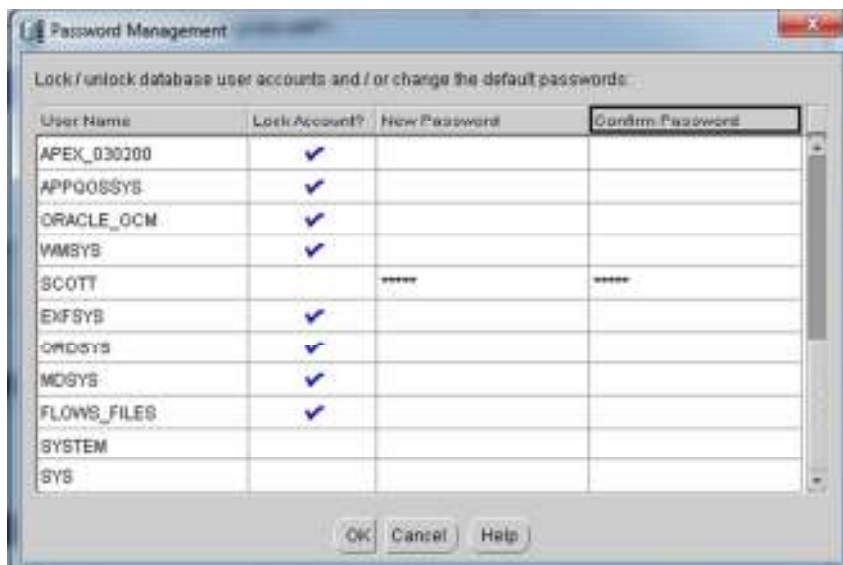 Password Management
Lock / unlock database user accounts and / or change the default passwords:
User Name Lock Account? New Password Confirm Password
APEX_030200
APPQOSSYS
ORACLE_OCM
WMSYS
SCOTT ***** *****
EXFSYS
ORDSYS
MDSYS
FLOWS_FILES
SYSTEM
SYS
OK Cancel Help